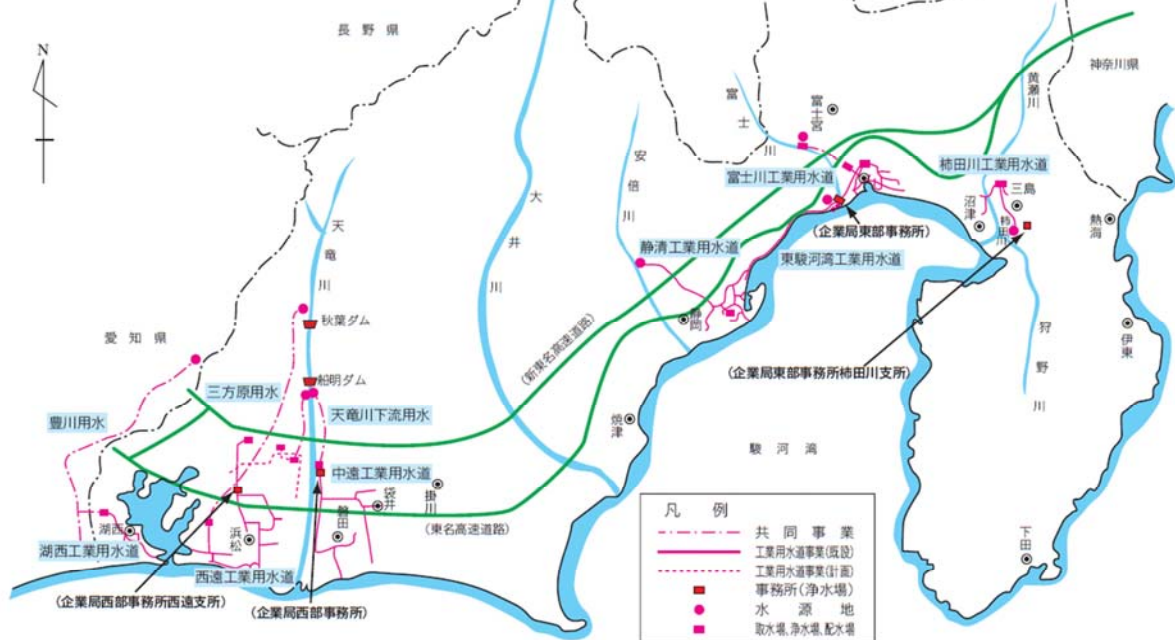 長野県
神奈川県
N
黄瀬川
富士川
富士宮
安倍川
大井川
天竜川
富士川工業用水道
柿田川工業用水道
三島
沼津
柿田川
熱海
(企業局東部事務所)
静清工業用水道
東駿河湾工業用水道
秋葉ダム
愛知県
静岡
(新東名高速道路)
伊東
狩野川
船明ダム
(企業局東部事務所柿田川支所)
三方原用水
豊川用水
天竜川下流用水
焼津
駿河湾
中遠工業用水道
袋井
掛川
磐田
(東名高速道路)
湖西
浜松
湖西工業用水道
西遠工業用水道
(企業局西部事務所西遠支所)
(企業局西部事務所)
下田
凡例
共同事業
工業用水道事業(既設)
工業用水道事業(計画)
事務所(浄水場)
水源地
取水場、浄水場、配水場